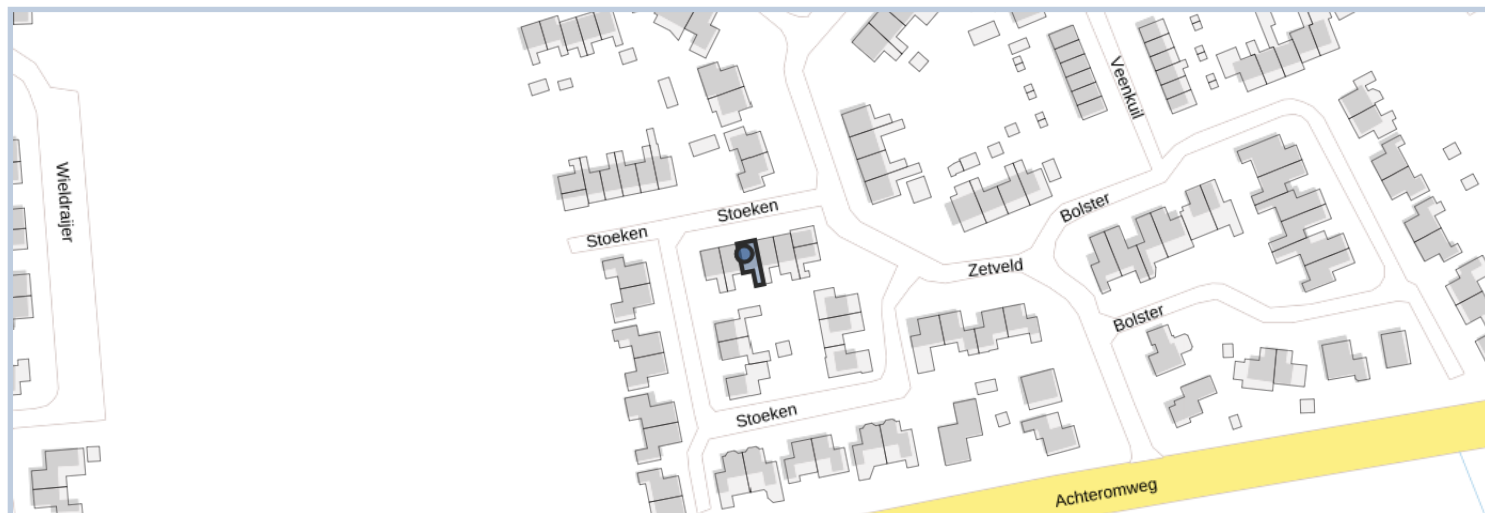 Veenkuil
Wieldraijer
Stoeken
Bolster
Stoeken
Zetveld
Bolster
Stoeken
Achteromweg